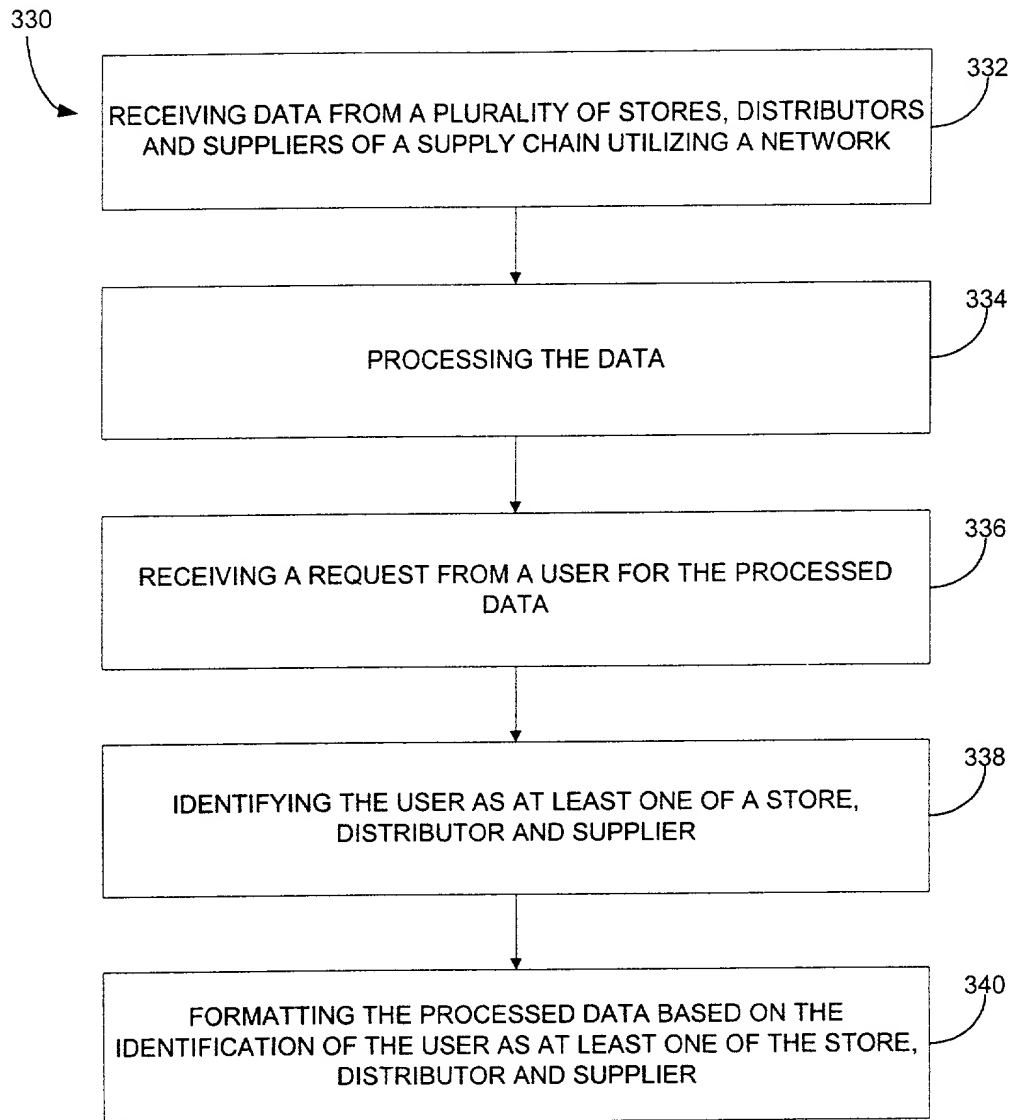 330
332
RECEIVING DATA FROM A PLURALITY OF STORES, DISTRIBUTORS
AND SUPPLIERS OF A SUPPLY CHAIN UTILIZING A NETWORK
334
PROCESSING THE DATA
336
RECEIVING A REQUEST FROM A USER FOR THE PROCESSED
DATA
338
IDENTIFYING THE USER AS AT LEAST ONE OF A STORE,
DISTRIBUTOR AND SUPPLIER
340
FORMATTING THE PROCESSED DATA BASED ON THE
IDENTIFICATION OF THE USER AS AT LEAST ONE OF THE STORE,
DISTRIBUTOR AND SUPPLIER